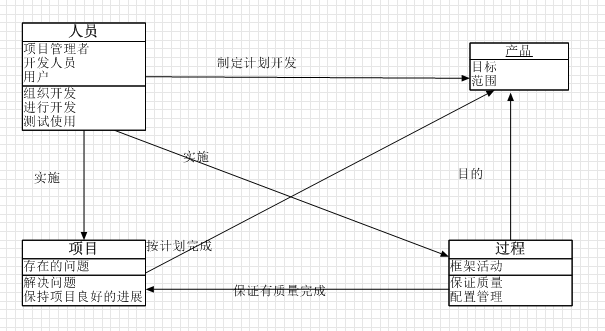 人员
项目管理者
开发人员
用户
组织开发
进行开发
测试使用
制定计划开发
产品
目标
范围
实施
实施
目的
项目
存在的问题
解决问题
保持项目良好的进展
按计划完成
保证有质量完成
过程
框架活动
保证质量
配置管理